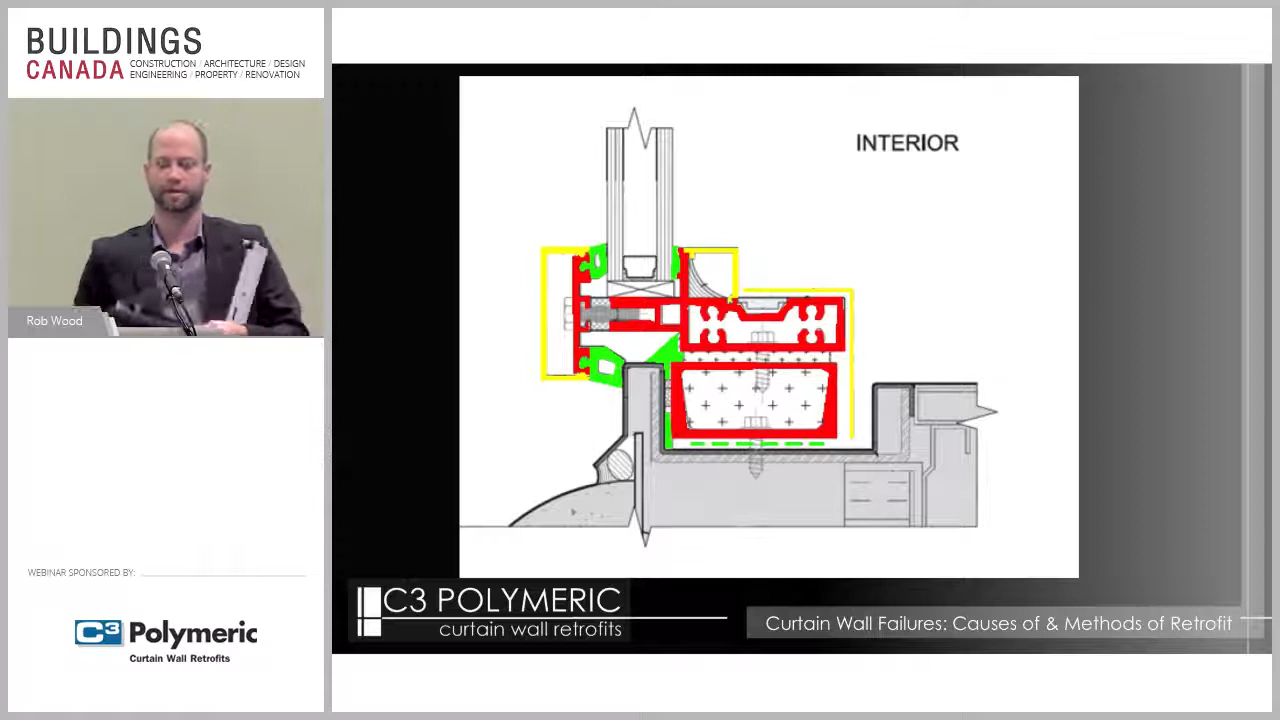 BUILDINGS
CANADA CONSTRUCTION / ARCHITECTURE / DESIGN
ENGINEERING / PROPERTY / RENOVATION
Rob Wood
WEBINAR SPONSORED BY:
C3 Polymeric
Curtain Wall Retrofits
INTERIOR
C3 POLYMERIC
curtain wall retrofits
Curtain Wall Failures: Causes of & Methods of Retrofit